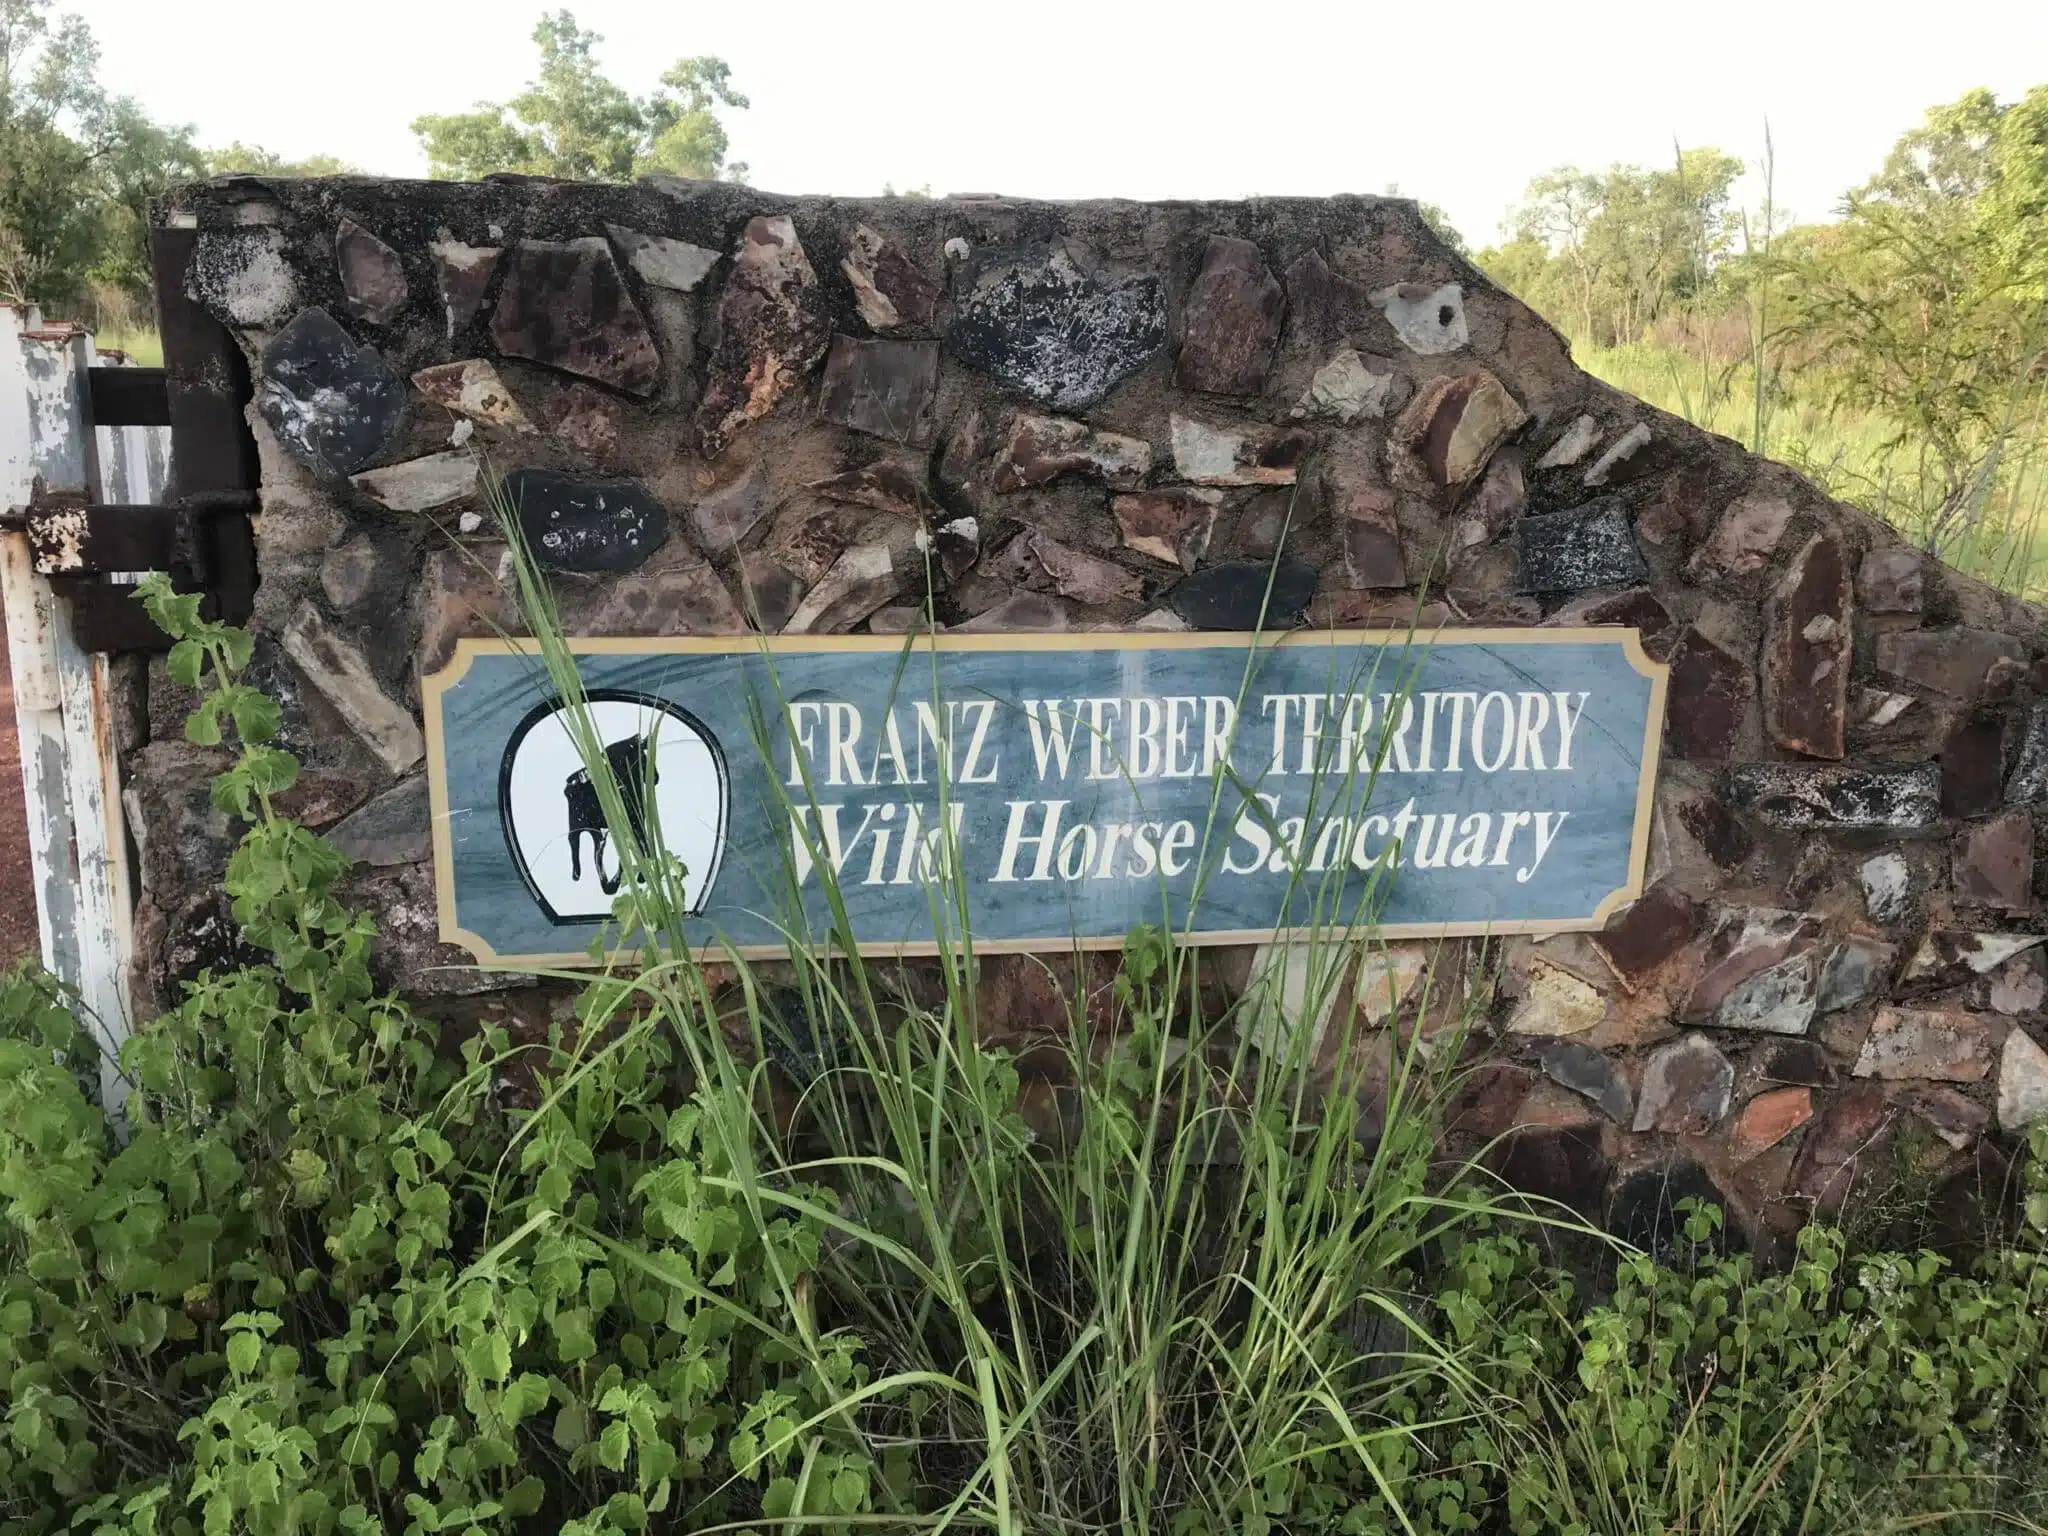 FRANZ WEBER TERRITORY
Wild Horse Sanctuary